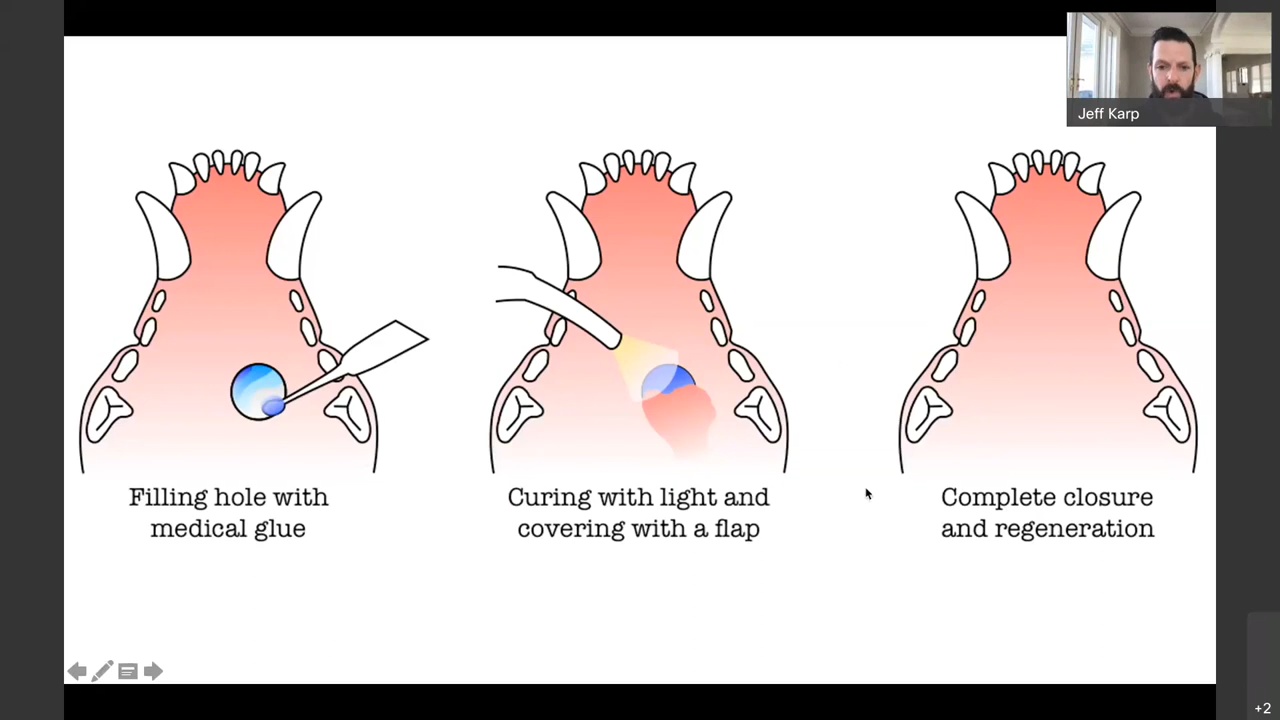 Jeff Karp
Filling hole with
medical glue
Curing with light and
covering with a flap
Complete closure
and regeneration
+2